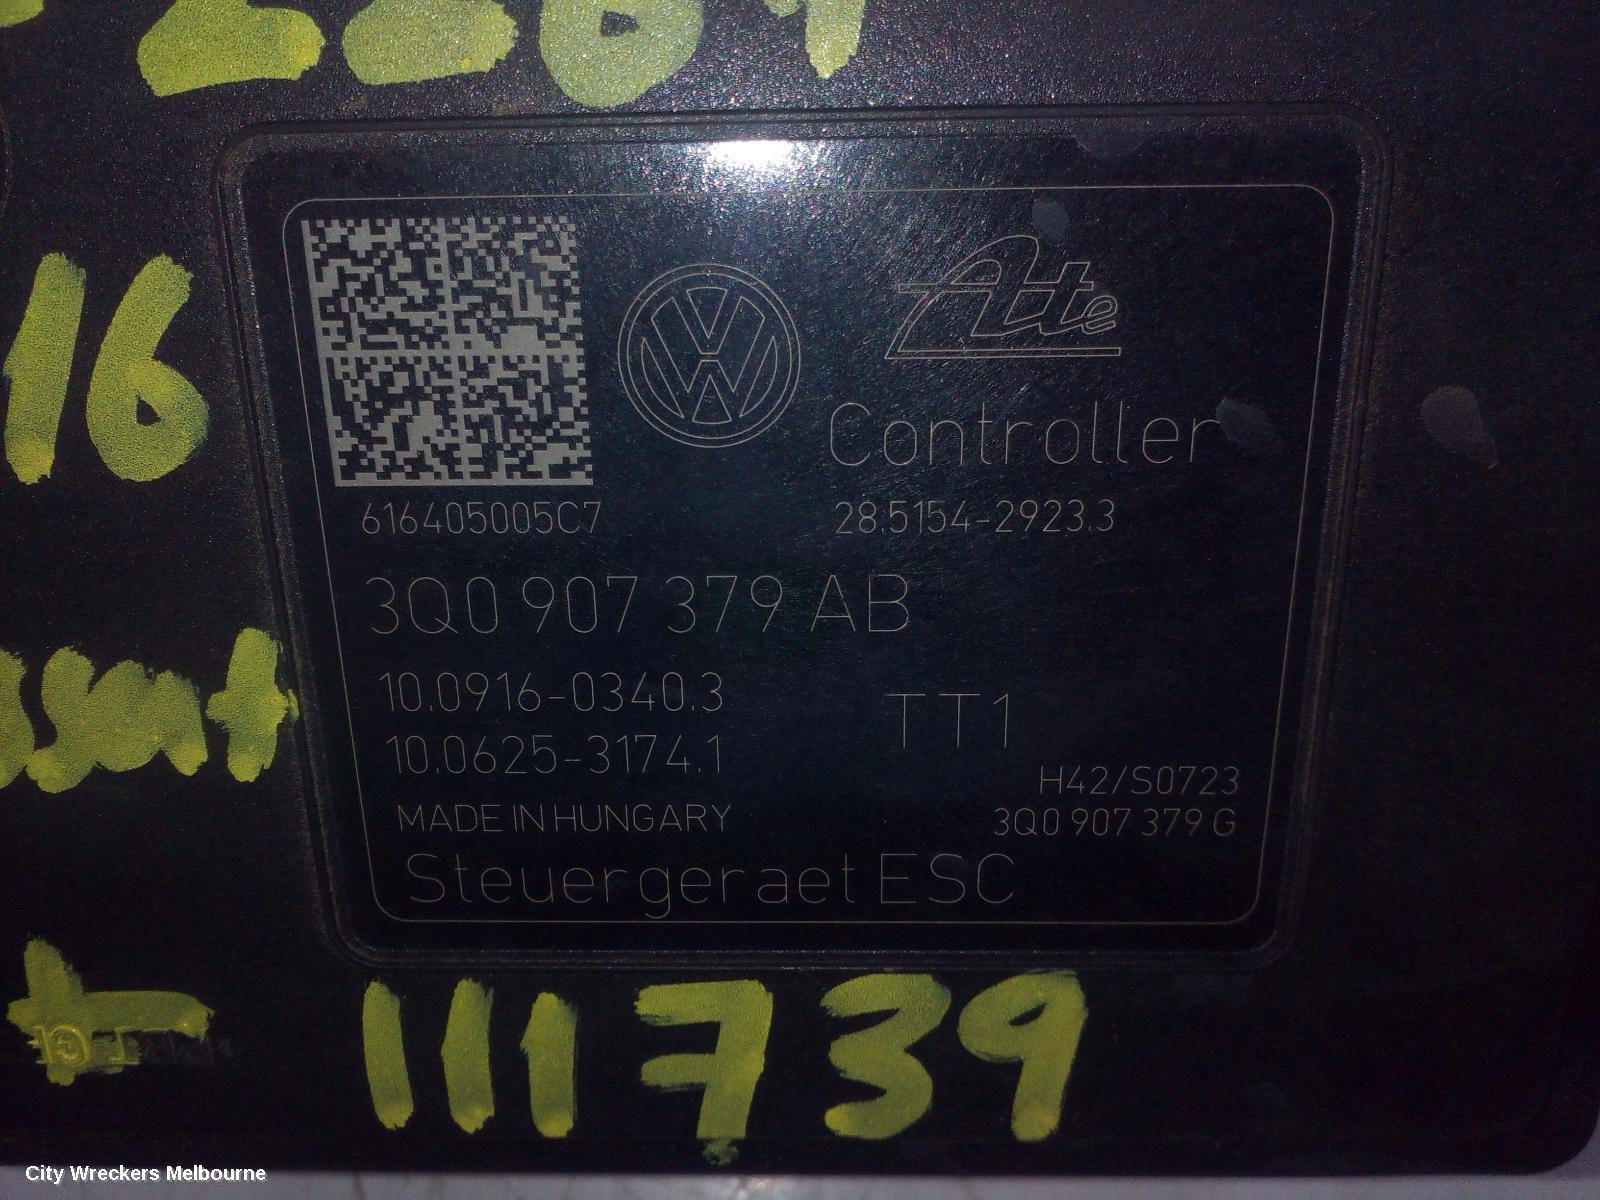 16
Ate
Controller
616405005C7
28.5154-2923.3
3Q0 907 379 AB
10.0916-0340.3
TT1
10.0625-3174.1
H42/S0723
MADE IN HUNGARY
3Q0 907 379 G
Steuergeraet ESC
111739
City Wreckers Melbourne